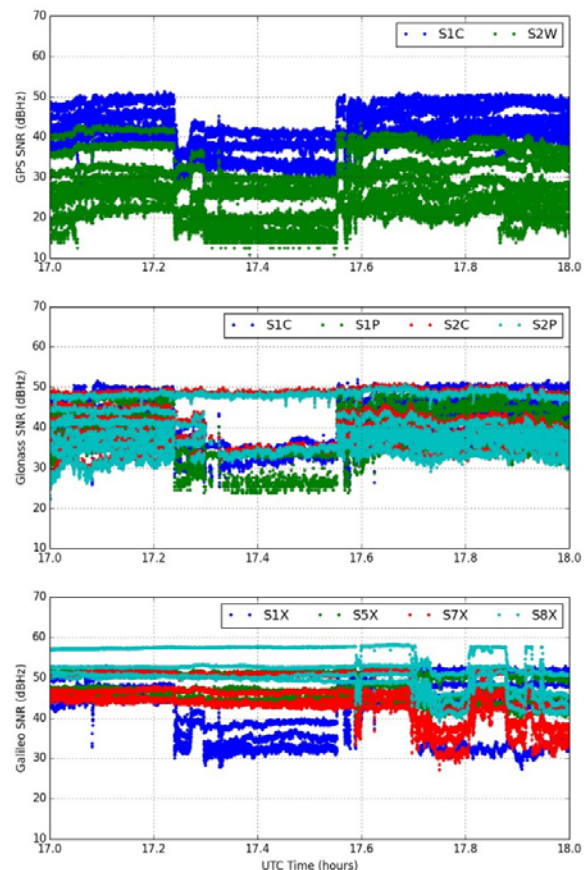 70
S1C S2W
60
50
40
30
20
10
GPS SNR (dBHz)
17.0 17.2 17.4 17.6 17.8 18.0
70
S1C S1P S2C S2P
60
50
40
30
20
10
Glonass SNR (dBHz)
17.0 17.2 17.4 17.6 17.8 18.0
70
S1X S5X S7X S8X
60
50
40
30
20
10
Galileo SNR (dBHz)
17.0 17.2 17.4 17.6 17.8 18.0
UTC Time (hours)